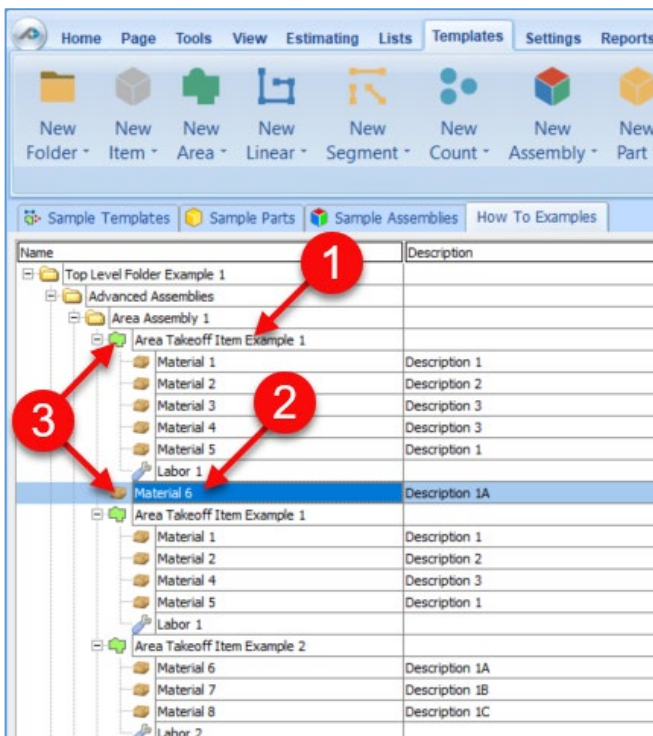 Home Page Tools View Estimating Lists Templates Settings Reports
New Folder New Item New Area New Linear New Segment New Count New Assembly New Part
Sample Templates Sample Parts Sample Assemblies How To Examples
Name Description
Top Level Folder Example 1
1
Advanced Assemblies
Area Assembly 1
Area Takeoff Item Example 1
Material 1 Description 1
Material 2 Description 2
Material 3 Description 3
2
3
Material 4 Description 3
Material 5 Description 1
Labor 1
Material 6 Description 1A
Area Takeoff Item Example 1
Material 1 Description 1
Material 2 Description 2
Material 4 Description 3
Material 5 Description 1
Labor 1
Area Takeoff Item Example 2
Material 6 Description 1A
Material 7 Description 1B
Material 8 Description 1C
Labor 2